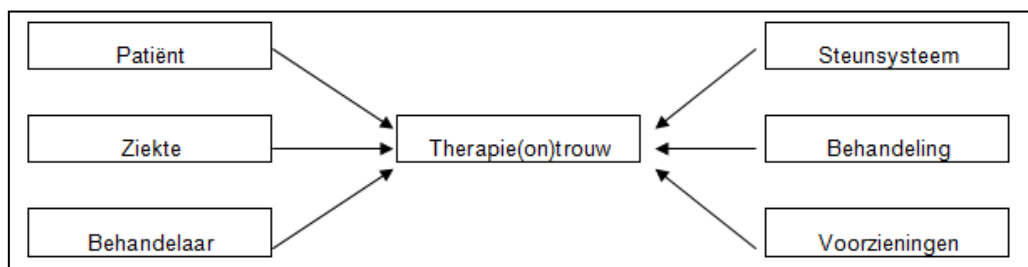 Patiënt
Steunsysteem
Ziekte
Therapie(on)trouw
Behandeling
Behandelaar
Voorzieningen